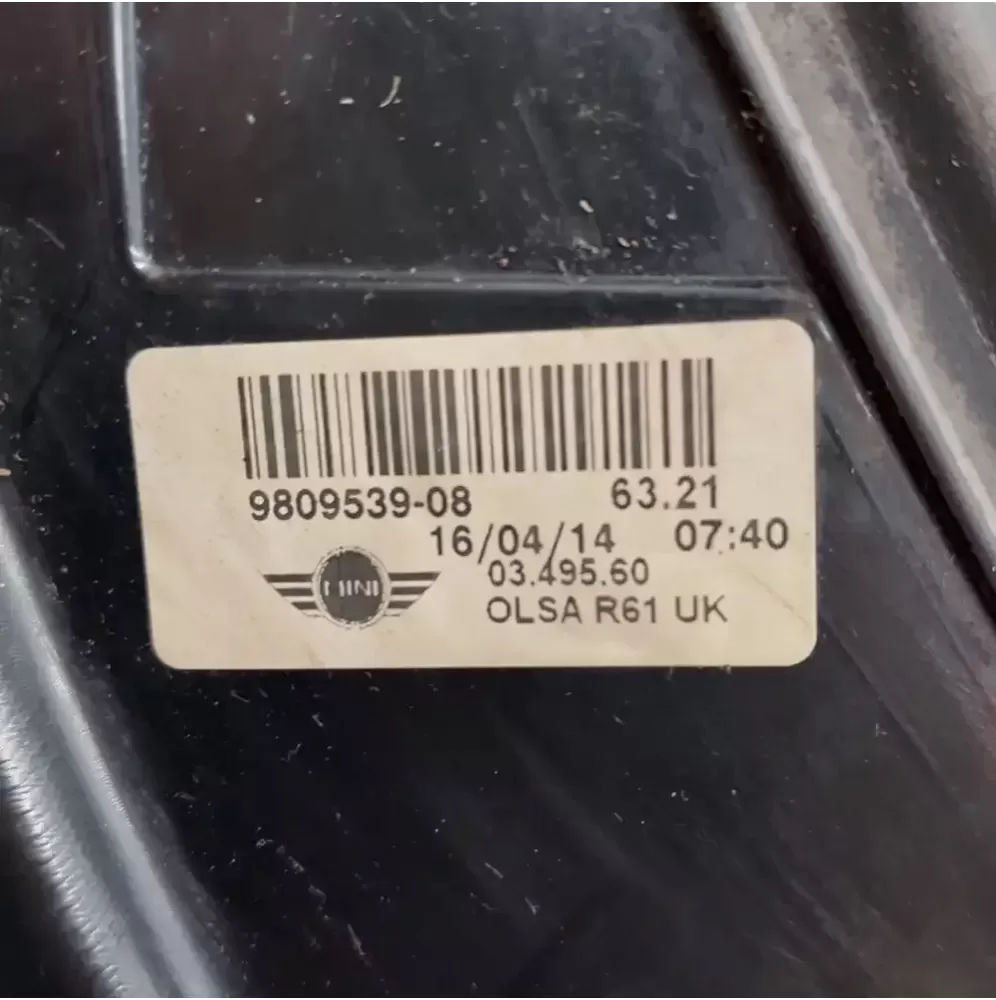 9809539-08 63.21
16/04/14 07:40
03.495.60
MINI
OLSA R61 UK